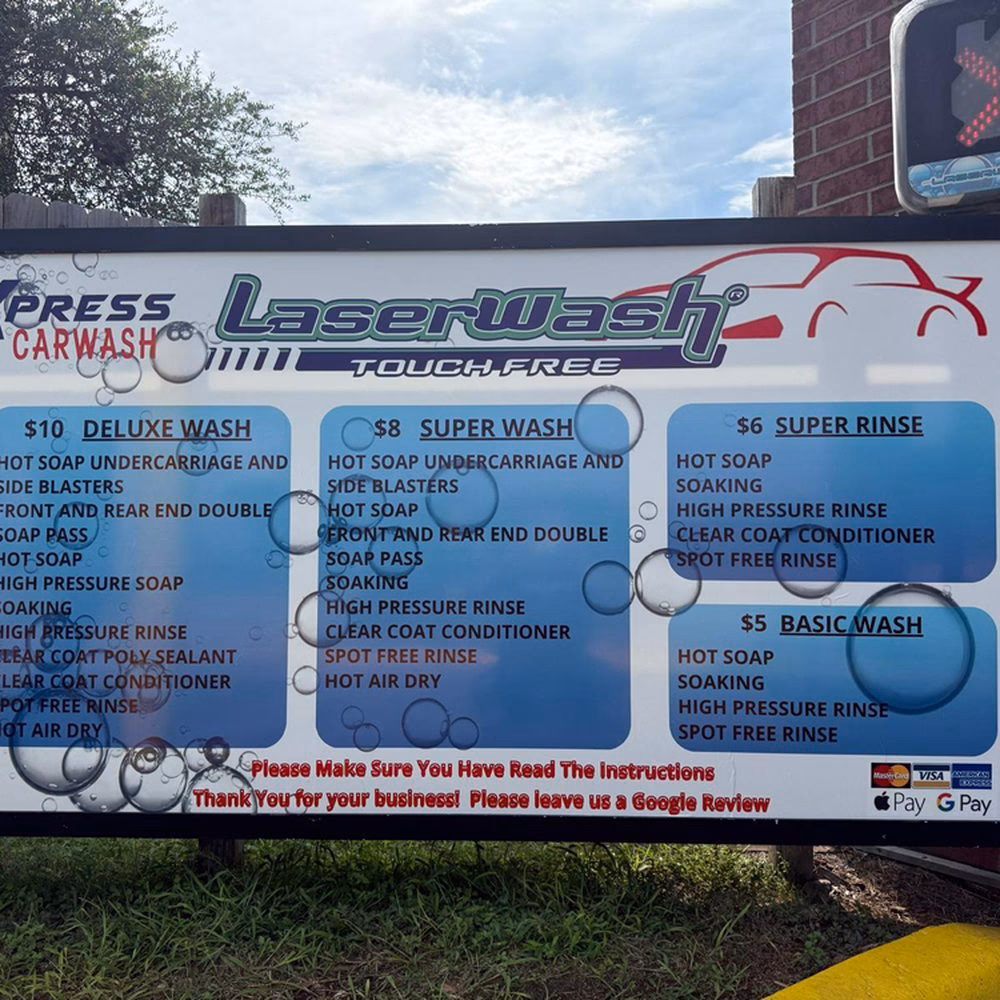 XPRESS
CARWASH
LaserWash®
TOUCH FREE
$10 DELUXE WASH
HOT SOAP UNDERCARRIAGE AND
SIDE BLASTERS
FRONT AND REAR END DOUBLE
SOAP PASS
HOT SOAP
HIGH PRESSURE SOAP
SOAKING
HIGH PRESSURE RINSE
CLEAR COAT POLY SEALANT
CLEAR COAT CONDITIONER
SPOT FREE RINSE
HOT AIR DRY
$8 SUPER WASH
HOT SOAP UNDERCARRIAGE AND
SIDE BLASTERS
HOT SOAP
FRONT AND REAR END DOUBLE
SOAP PASS
SOAKING
HIGH PRESSURE RINSE
CLEAR COAT CONDITIONER
SPOT FREE RINSE
HOT AIR DRY
$6 SUPER RINSE
HOT SOAP
SOAKING
HIGH PRESSURE RINSE
CLEAR COAT CONDITIONER
SPOT FREE RINSE
$5 BASIC WASH
HOT SOAP
SOAKING
HIGH PRESSURE RINSE
SPOT FREE RINSE
Please Make Sure You Have Read The Instructions
Thank You for your business! Please leave us a Google Review
MasterCard VISA AMERICAN EXPRESS
Pay G Pay